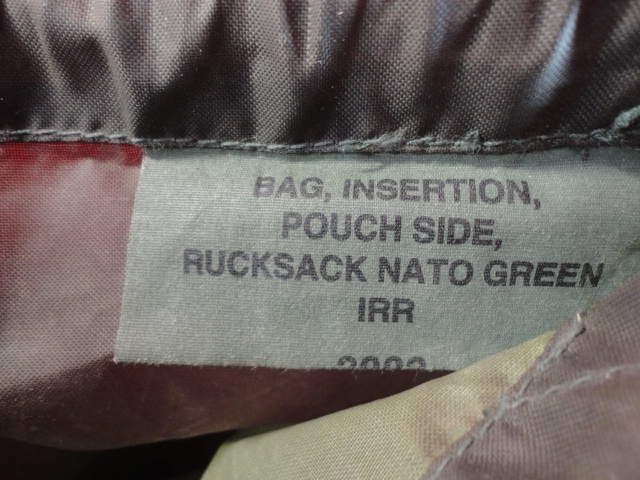 BAG, INSERTION,
POUCH SIDE,
RUCKSACK NATO GREEN
IRR